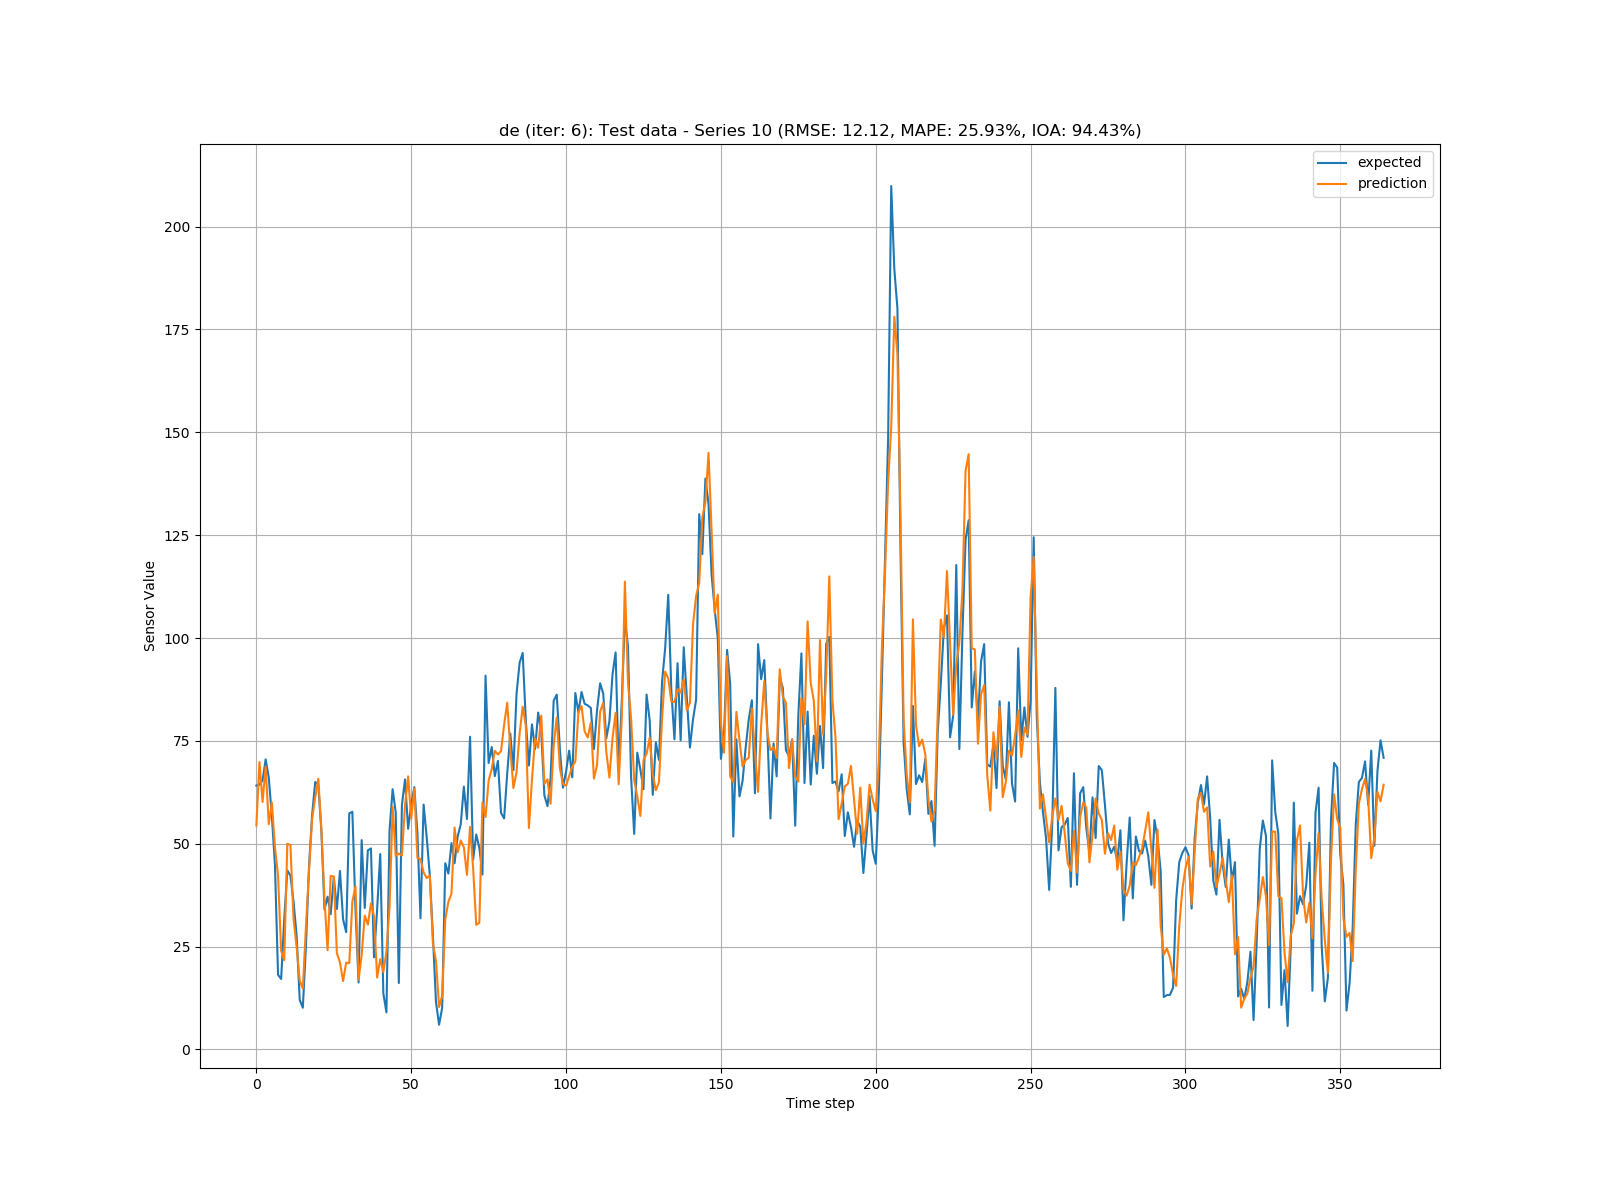 de (iter: 6): Test data - Series 10 (RMSE: 12.12, MAPE: 25.93%, IOA: 94.43%)
expected
prediction
200
175
150
125
100
75
50
25
0
Sensor Value
0 50 100 150 200 250 300 350
Time step